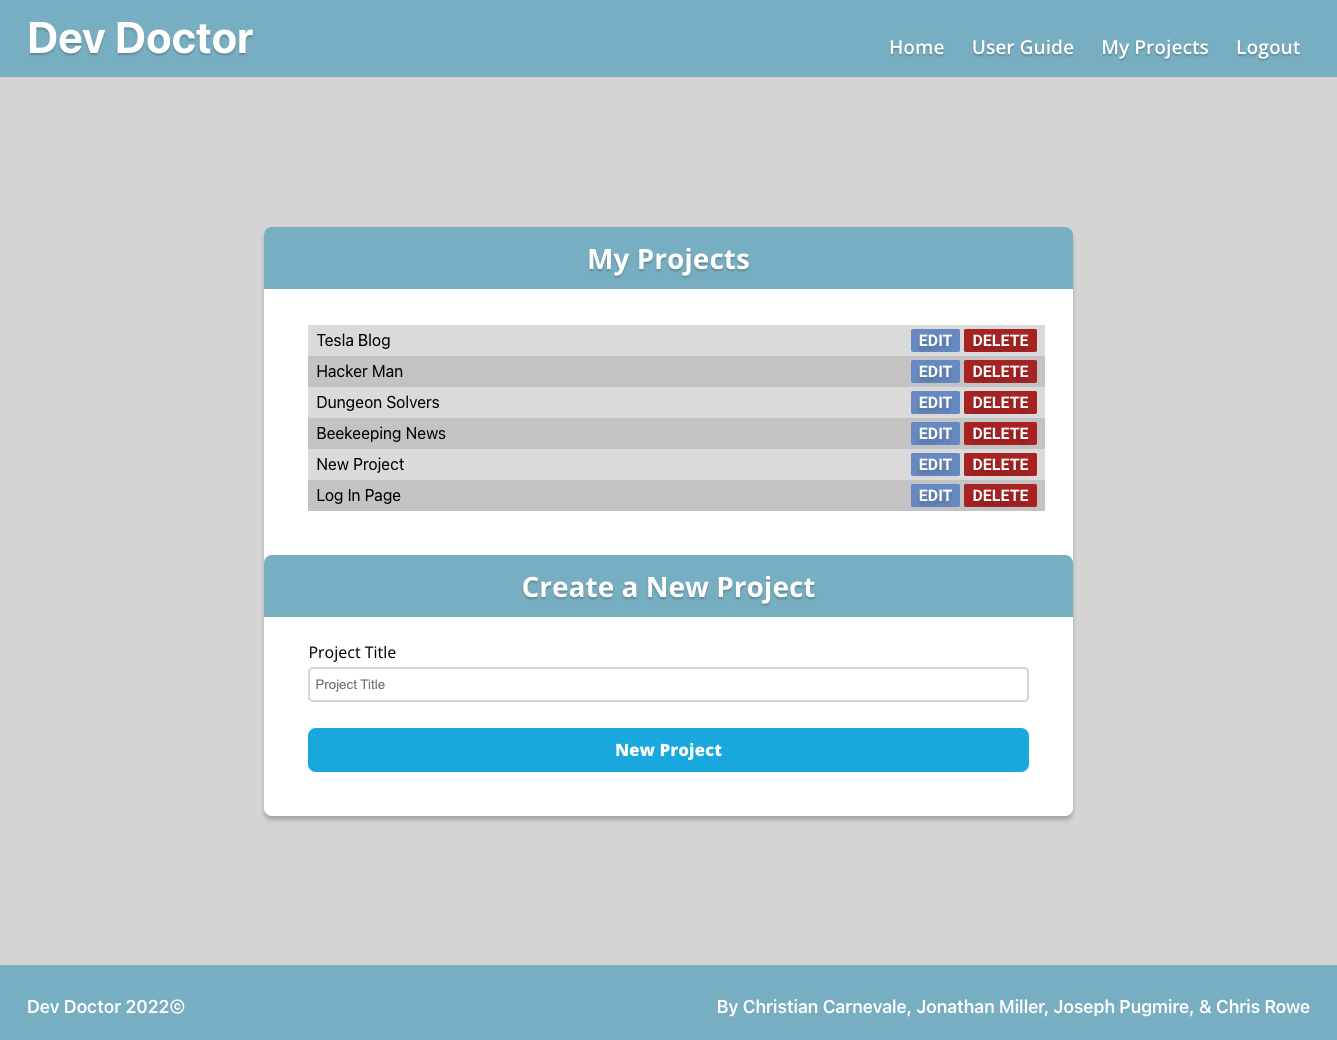 Dev Doctor
Home User Guide My Projects Logout
My Projects
Tesla Blog EDIT DELETE
Hacker Man EDIT DELETE
Dungeon Solvers EDIT DELETE
Beekeeping News EDIT DELETE
New Project EDIT DELETE
Log In Page EDIT DELETE
Create a New Project
Project Title
Project Title
New Project
Dev Doctor 2022©
By Christian Carnevale, Jonathan Miller, Joseph Pugmire, & Chris Rowe